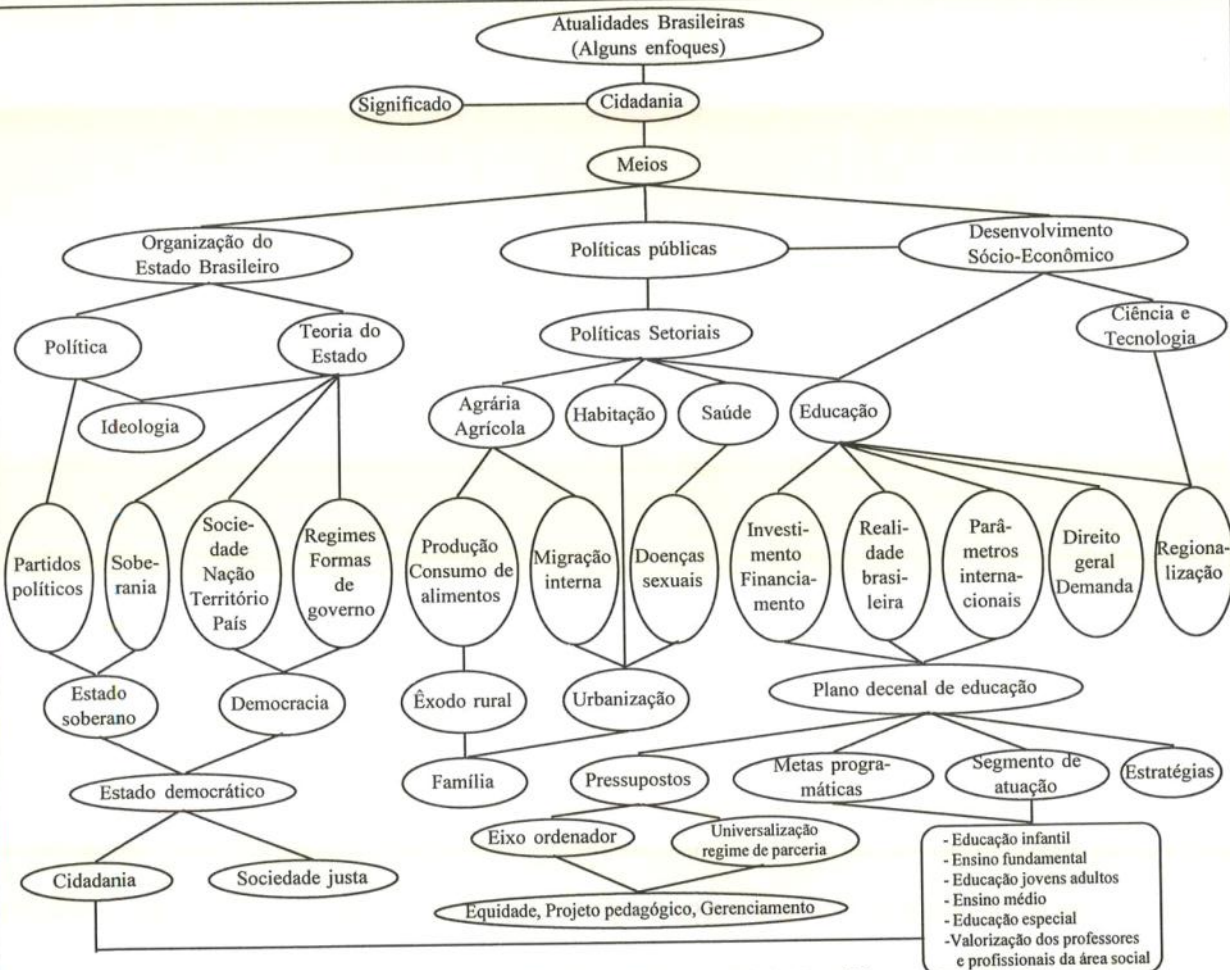 Atualidades Brasileiras
(Alguns enfoques)
Significado
Cidadania
Meios
Organização do
Estado Brasileiro
Políticas públicas
Desenvolvimento
Sócio-Econômico
Política
Teoria do
Estado
Políticas Setoriais
Ciência e
Tecnologia
Ideologia
Agrária
Agrícola
Habitação
Saúde
Educação
Partidos
políticos
Sobe-
rania
Socie-
dade
Nação
Território
País
Regimes
Formas
de
governo
Produção
Consumo de
alimentos
Migração
interna
Doenças
sexuais
Investi-
mento
Financia-
mento
Reali-
dade
brasi-
leira
Parâ-
metros
interna-
cionais
Direito
geral
Demanda
Regiona-
lização
Estado
soberano
Democracia
Êxodo rural
Urbanização
Plano decenal de educação
Estado democrático
Família
Pressupostos
Metas progra-
máticas
Segmento de
atuação
Estratégias
Eixo ordenador
Universalização
regime de parceria
Cidadania
Sociedade justa
Equidade, Projeto pedagógico, Gerenciamento
- Educação infantil
- Ensino fundamental
- Educação jovens adultos
- Ensino médio
- Educação especial
-Valorização dos professores
e profissionais da área social